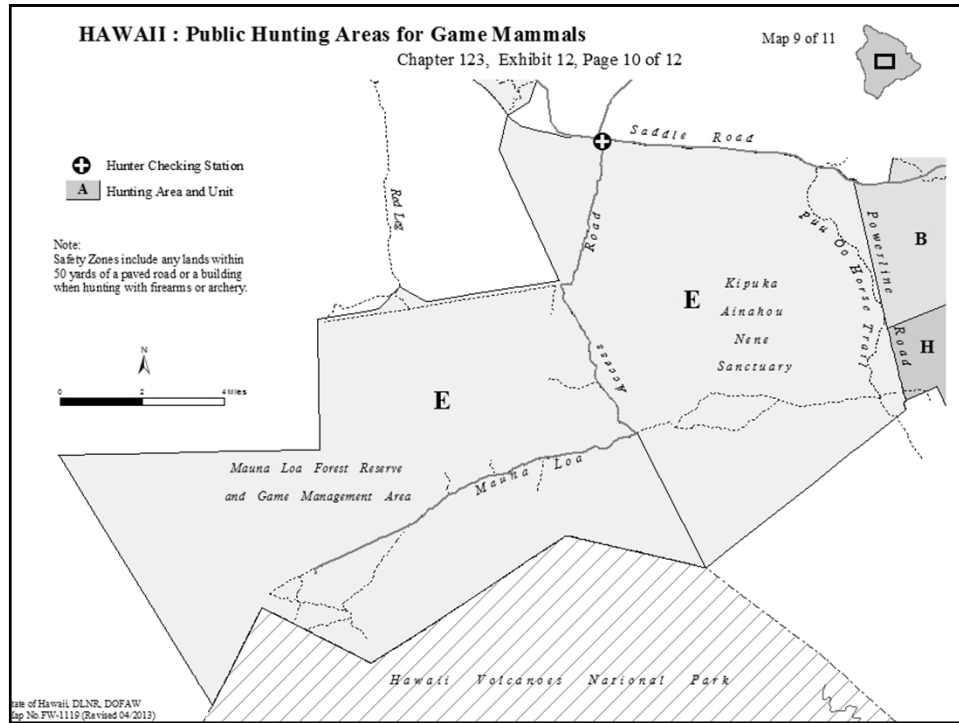 HAWAII : Public Hunting Areas for Game Mammals
Chapter 123, Exhibit 12, Page 10 of 12
Map 9 of 11
Hunter Checking Station
A Hunting Area and Unit
Note:
Safety Zones include any lands within
50 yards of a paved road or a building
when hunting with firearms or archery.
N
0 2 4 Miles
Red Leg
Saddle Road
Road
Access
Mauna Loa
Puu Oo Horse Trail
Powerline
Road
B
H
E
Kipuka
Ainahou
Nene
Sanctuary
E
Mauna Loa Forest Reserve
and Game Management Area
Hawaii Volcanoes National Park
ate of Hawaii, DLNR, DOFAW
ap No.FW-1119 (Revised 04/2013)